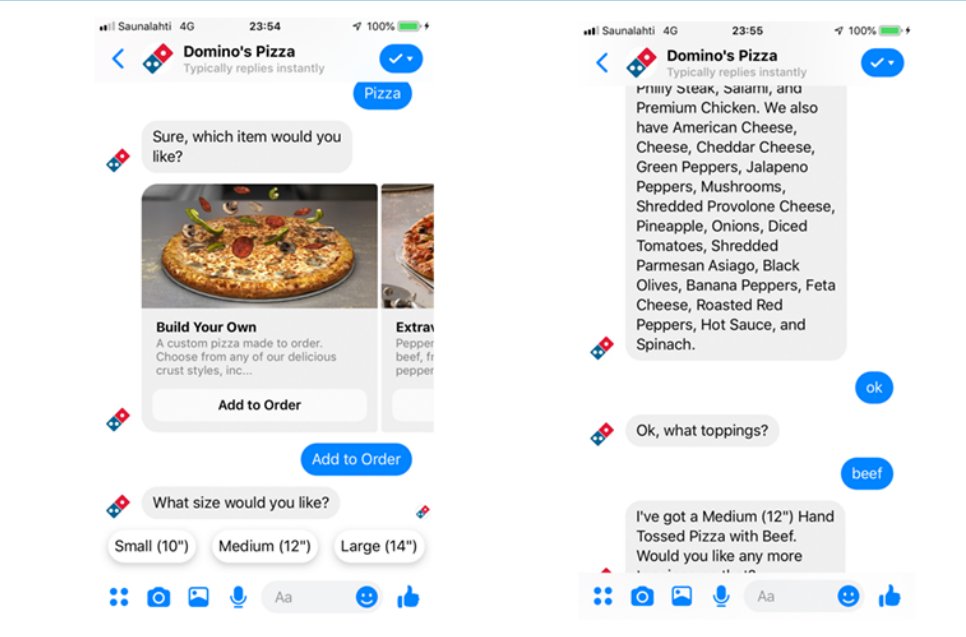 Saunalahti 4G 23:54 100%
Domino's Pizza
Typically replies instantly
Pizza
Sure, which item would you
like?
Build Your Own
A custom pizza made to order.
Choose from any of our delicious
crust styles, inc...
Add to Order
Extrav
Pepper
beef, fr
pepper
Add to Order
What size would you like?
Small (10")
Medium (12")
Large (14")
Aa
Saunalahti 4G 23:55 100%
Domino's Pizza
Typically replies instantly
Philly Steak, Salami, and
Premium Chicken. We also
have American Cheese,
Cheese, Cheddar Cheese,
Green Peppers, Jalapeno
Peppers, Mushrooms,
Shredded Provolone Cheese,
Pineapple, Onions, Diced
Tomatoes, Shredded
Parmesan Asiago, Black
Olives, Banana Peppers, Feta
Cheese, Roasted Red
Peppers, Hot Sauce, and
Spinach.
ok
Ok, what toppings?
beef
I've got a Medium (12") Hand
Tossed Pizza with Beef.
Would you like any more
Aa